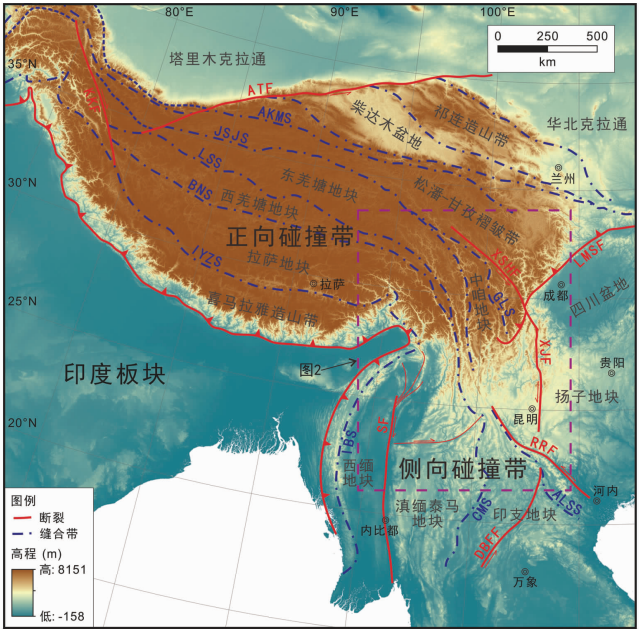 80°E
90°E
100°E
0 250 500
km
35°N
30°N
25°N
20°N
塔里木克拉通
ATF
AKMS
柴达木盆地
祁连造山带
华北克拉通
兰州
JSJS
LSS
BNS
东羌塘地块
西羌塘地块
松潘-甘孜褶皱带
正向碰撞带
拉萨地块
拉萨
IYZS
喜马拉雅造山带
XSHF
中咱地块
GLS
LMSF
成都
四川盆地
XJF
贵阳
印度板块
图2
扬子地块
昆明
IBS
SF
RRF
西缅
地块
侧向碰撞带
滇缅泰马
地块
CMS
印支地块
ALSS
河内
内比都
DBFF
万象
图例
断裂
缝合带
高程 (m)
高: 8151
低: -158